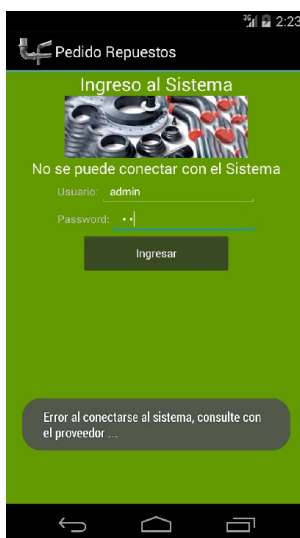 3G 2:23
Pedido Repuestos
Ingreso al Sistema
No se puede conectar con el Sistema
Usuario: admin
Password: ••
Ingresar
Error al conectarse al sistema, consulte con
el proveedor ...